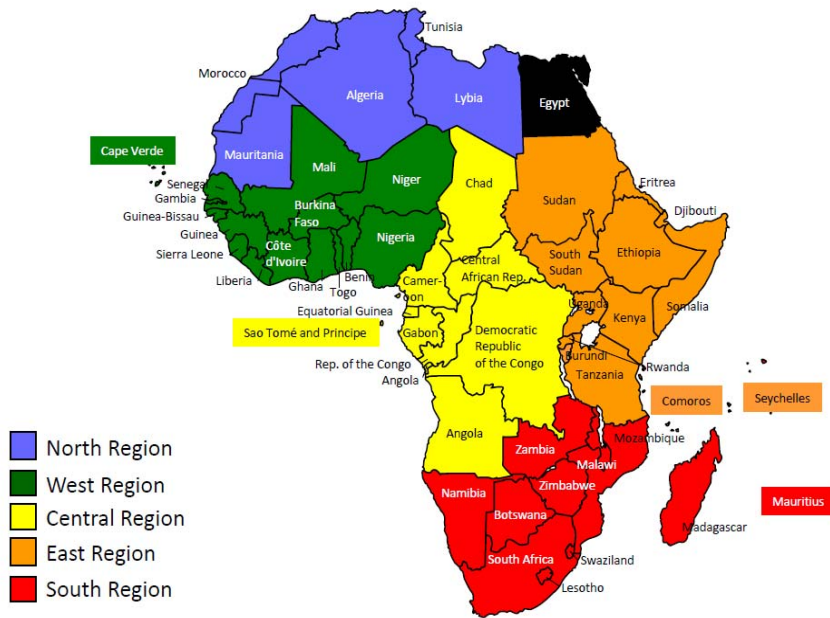 Tunisia
Morocco
Algeria
Lybia
Egypt
Cape Verde
Mauritania
Mali
Niger
Chad
Sudan
Eritrea
Senegal
Gambia
Burkina
Faso
Djibouti
Guinea-Bissau
Guinea
Nigeria
Côte
d'Ivoire
South
Sudan
Ethiopia
Sierra Leone
Central
African Rep.
Liberia
Ghana
Togo
Benin
Camer-
oon
Equatorial Guinea
Uganda
Kenya
Somalia
Sao Tomé and Principe
Gabon
Democratic
Republic
of the Congo
Rep. of the Congo
Burundi
Rwanda
Tanzania
Angola
Comoros
Seychelles
Angola
Mozambique
Zambia
Malawi
Zimbabwe
Namibia
Botswana
Mauritius
Madagascar
South Africa
Swaziland
Lesotho
North Region
West Region
Central Region
East Region
South Region